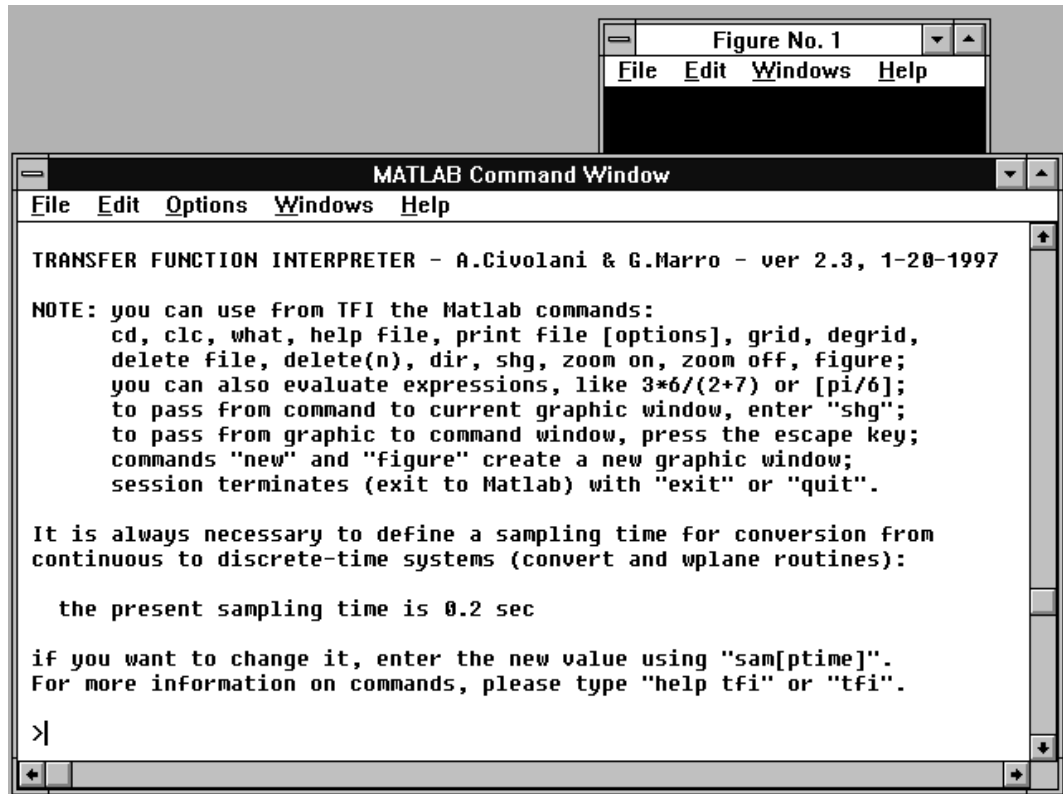 Figure No. 1
File Edit Windows Help
MATLAB Command Window
File Edit Options Windows Help
TRANSFER FUNCTION INTERPRETER - A.Civolani & G.Marro - ver 2.3, 1-20-1997
NOTE: you can use from TFI the Matlab commands:
cd, clc, what, help file, print file [options], grid, degrid,
delete file, delete(n), dir, shg, zoom on, zoom off, figure;
you can also evaluate expressions, like 3*6/(2+7) or [pi/6];
to pass from command to current graphic window, enter "shg";
to pass from graphic to command window, press the escape key;
commands "new" and "figure" create a new graphic window;
session terminates (exit to Matlab) with "exit" or "quit".
It is always necessary to define a sampling time for conversion from
continuous to discrete-time systems (convert and wplane routines):
the present sampling time is 0.2 sec
if you want to change it, enter the new value using "sam[ptime]".
For more information on commands, please type "help tfi" or "tfi".
>